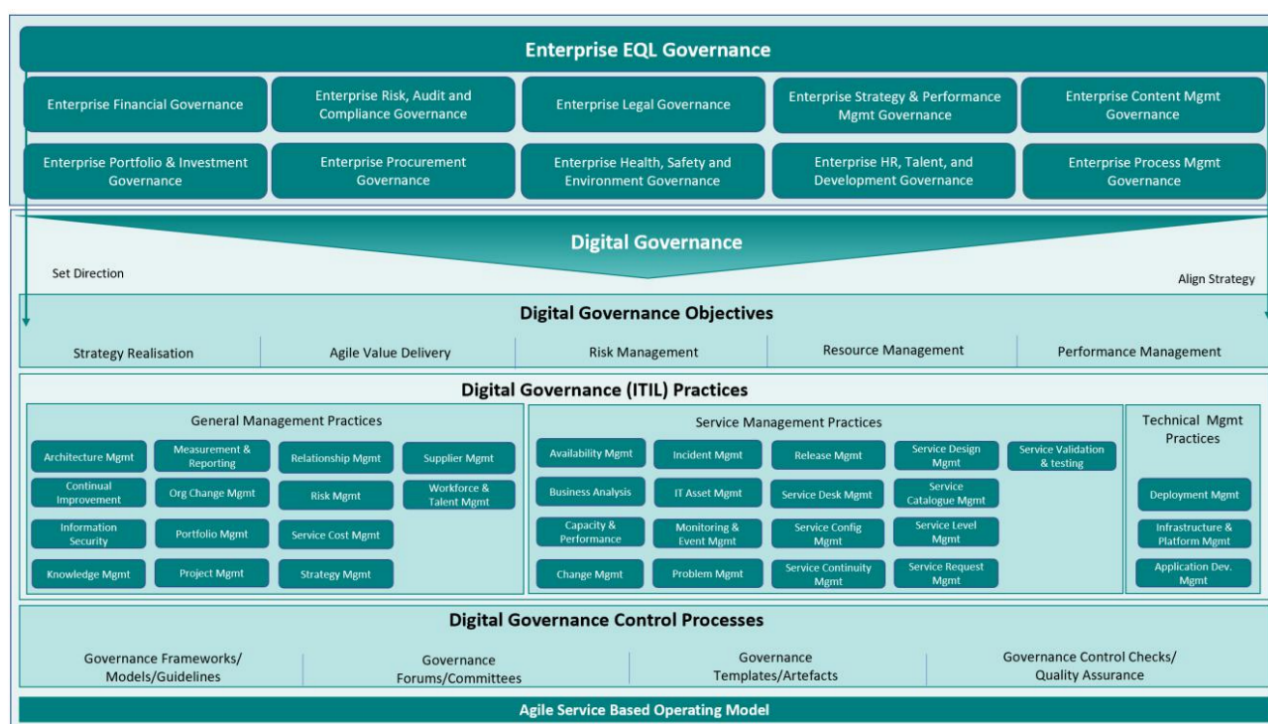 Enterprise EQL Governance
Enterprise Financial Governance
Enterprise Risk, Audit and
Compliance Governance
Enterprise Legal Governance
Enterprise Strategy & Performance
Mgmt Governance
Enterprise Content Mgmt
Governance
Enterprise Portfolio & Investment
Governance
Enterprise Procurement
Governance
Enterprise Health, Safety and
Environment Governance
Enterprise HR, Talent, and
Development Governance
Enterprise Process Mgmt
Governance
Digital Governance
Set Direction
Align Strategy
Digital Governance Objectives
Strategy Realisation
Agile Value Delivery
Risk Management
Resource Management
Performance Management
Digital Governance (ITIL) Practices
General Management Practices
Architecture Mgmt
Measurement &
Reporting
Relationship Mgmt
Supplier Mgmt
Continual
Improvement
Org Change Mgmt
Risk Mgmt
Workforce &
Talent Mgmt
Information
Security
Portfolio Mgmt
Service Cost Mgmt
Knowledge Mgmt
Project Mgmt
Strategy Mgmt
Service Management Practices
Availability Mgmt
Incident Mgmt
Release Mgmt
Service Design
Mgmt
Service Validation
& testing
Business Analysis
IT Asset Mgmt
Service Desk Mgmt
Service
Catalogue Mgmt
Capacity &
Performance
Monitoring &
Event Mgmt
Service Config
Mgmt
Service Level
Mgmt
Change Mgmt
Problem Mgmt
Service Continuity
Mgmt
Service Request
Mgmt
Technical Mgmt
Practices
Deployment Mgmt
Infrastructure &
Platform Mgmt
Application Dev.
Mgmt
Digital Governance Control Processes
Governance Frameworks/
Models/Guidelines
Governance
Forums/Committees
Governance
Templates/Artefacts
Governance Control Checks/
Quality Assurance
Agile Service Based Operating Model